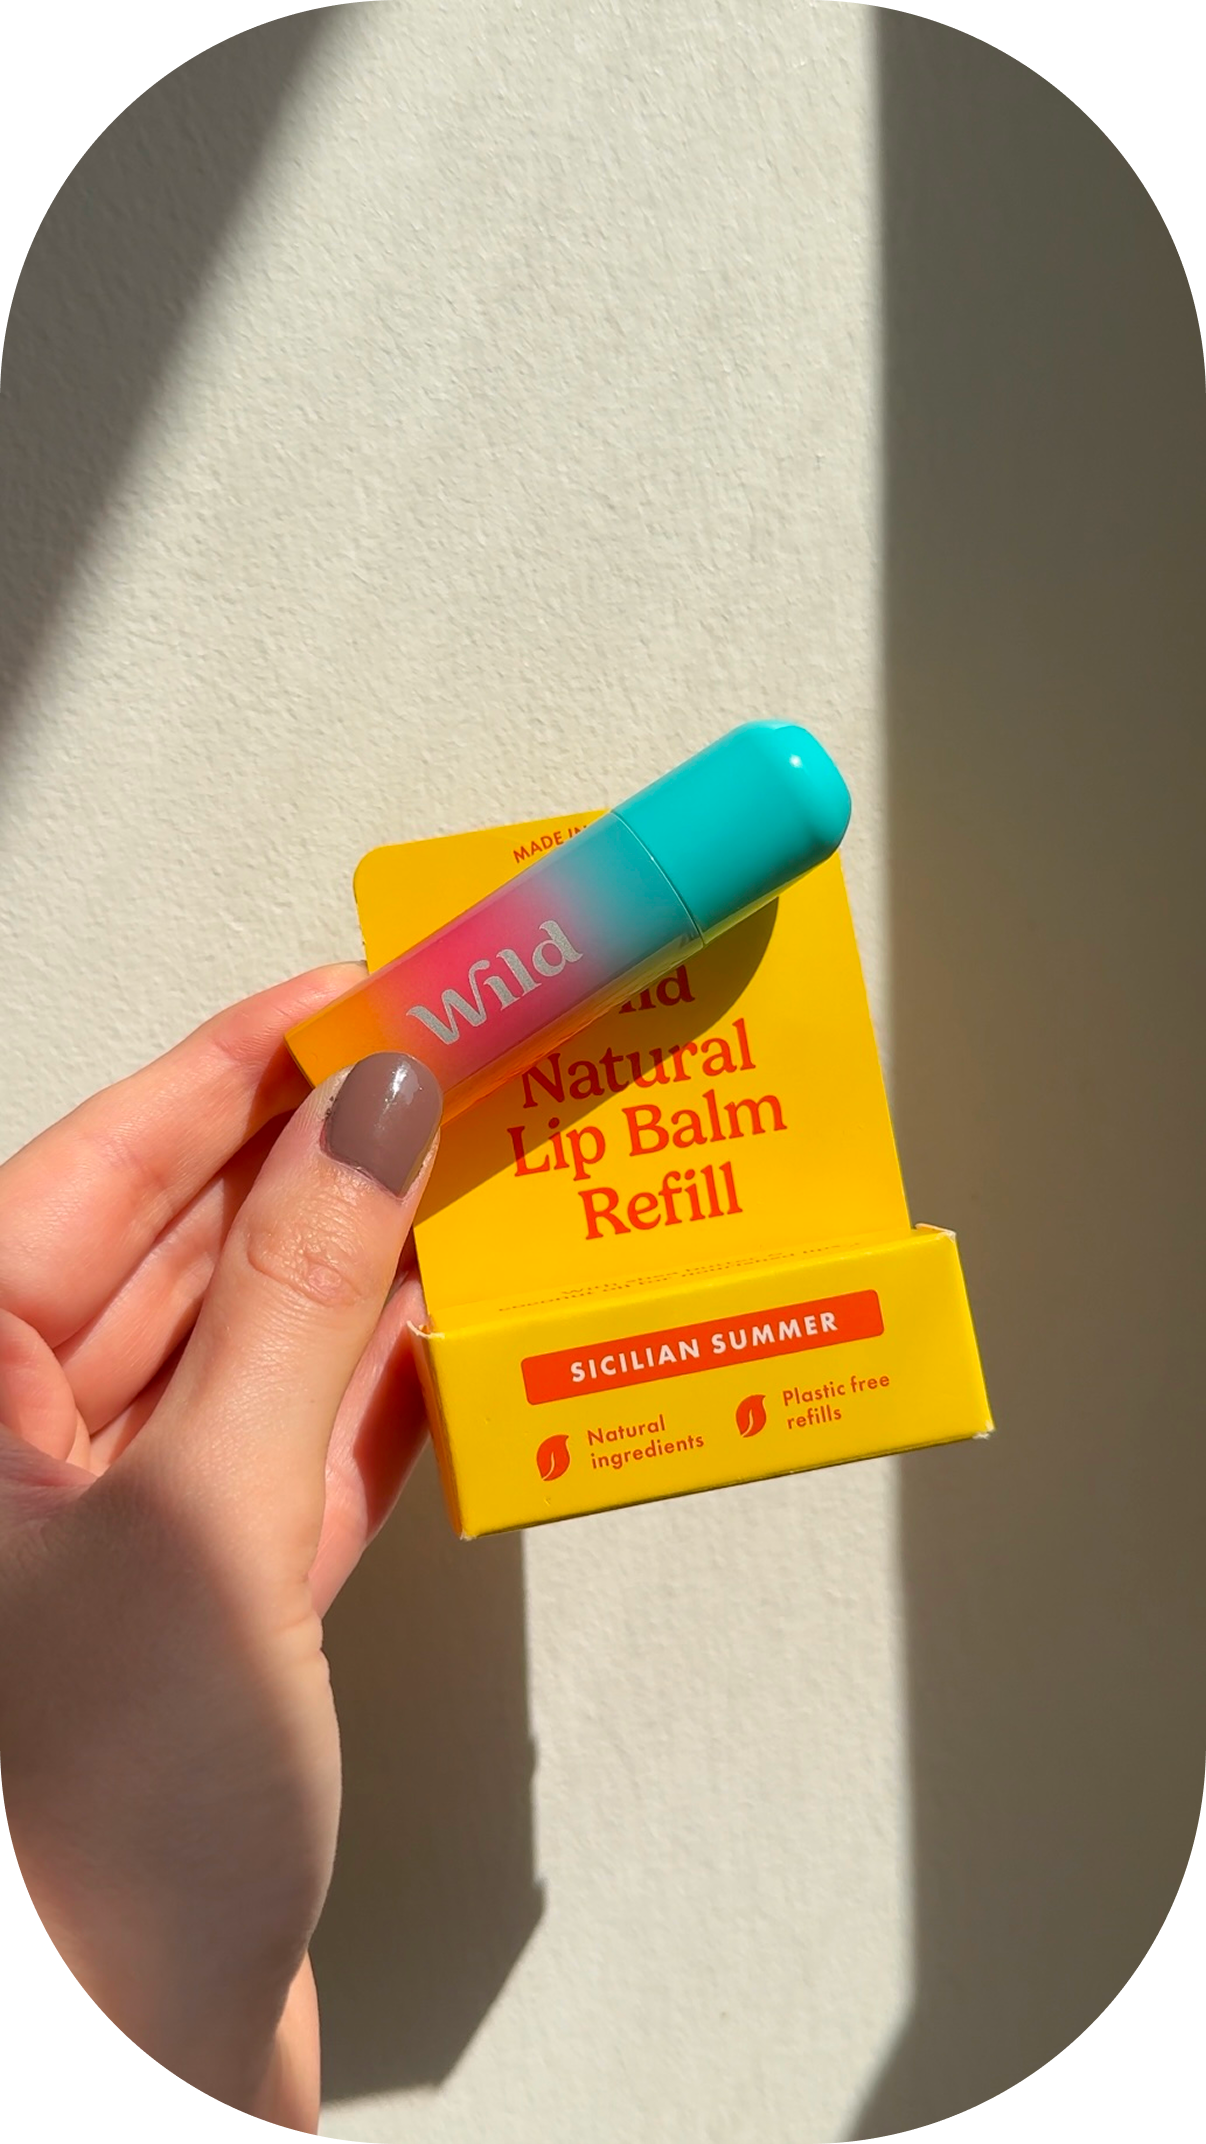 MADE IN
Wild
Natural
Lip Balm
Refill
SICILIAN SUMMER
Natural
ingredients
Plastic free
refills